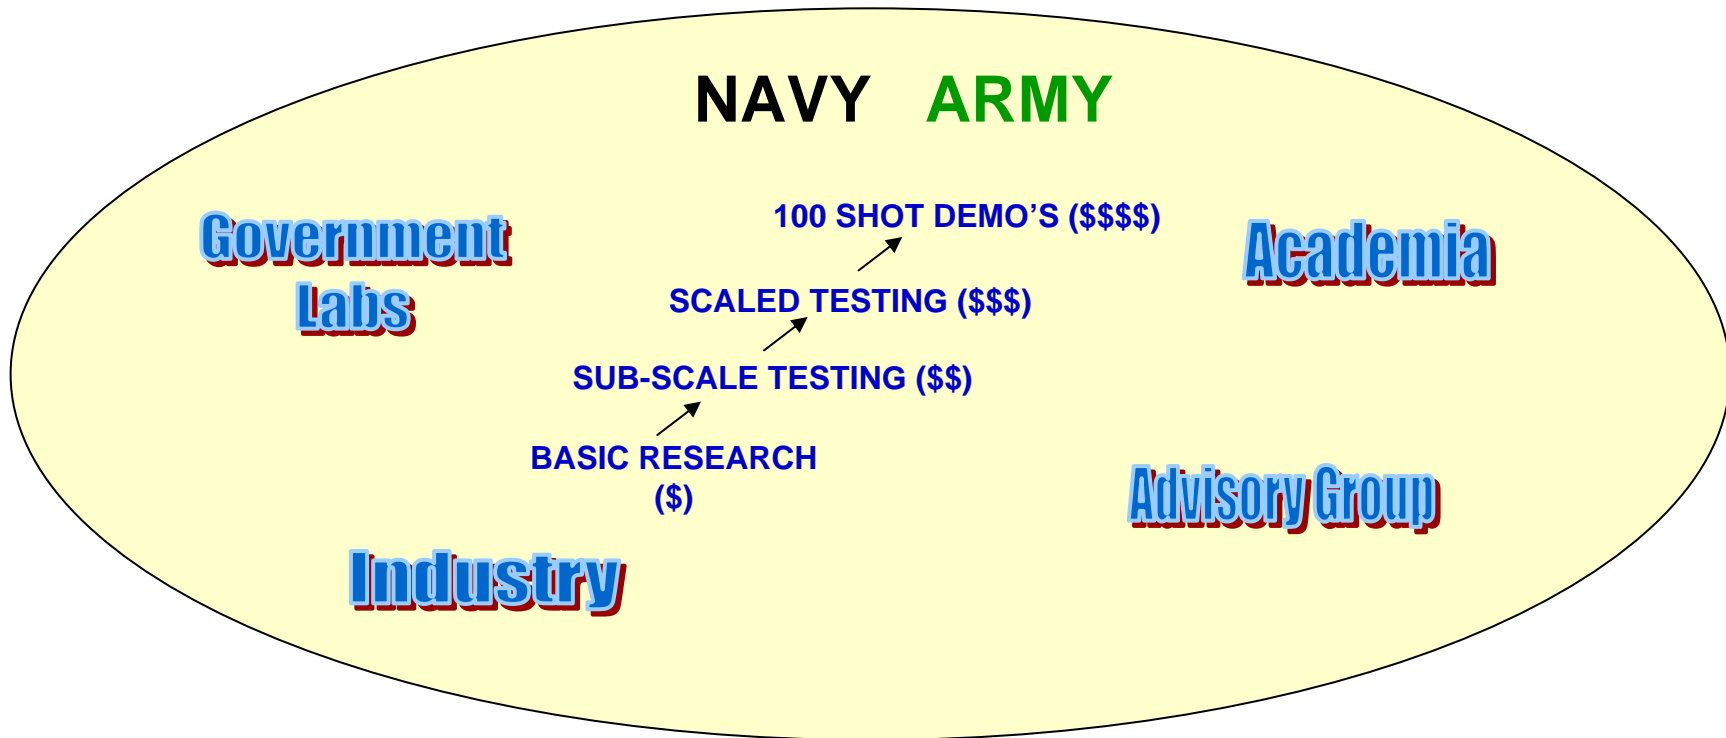 NAVY ARMY
100 SHOT DEMO’S ($$$$)
Government
Labs
Academia
SCALED TESTING ($$$)
SUB-SCALE TESTING ($$)
BASIC RESEARCH
($)
Advisory Group
Industry